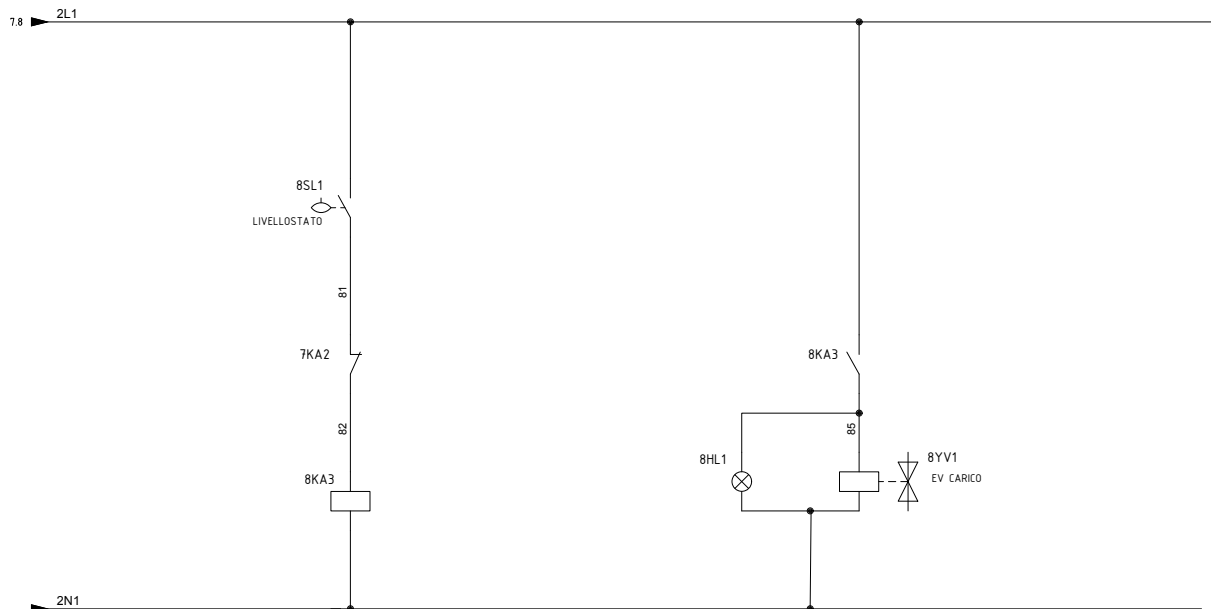 7.8
2L1
8SL1
LIVELLOSTATO
81
7KA2
8KA3
82
85
8HL1
8YV1
EV CARICO
8KA3
2N1